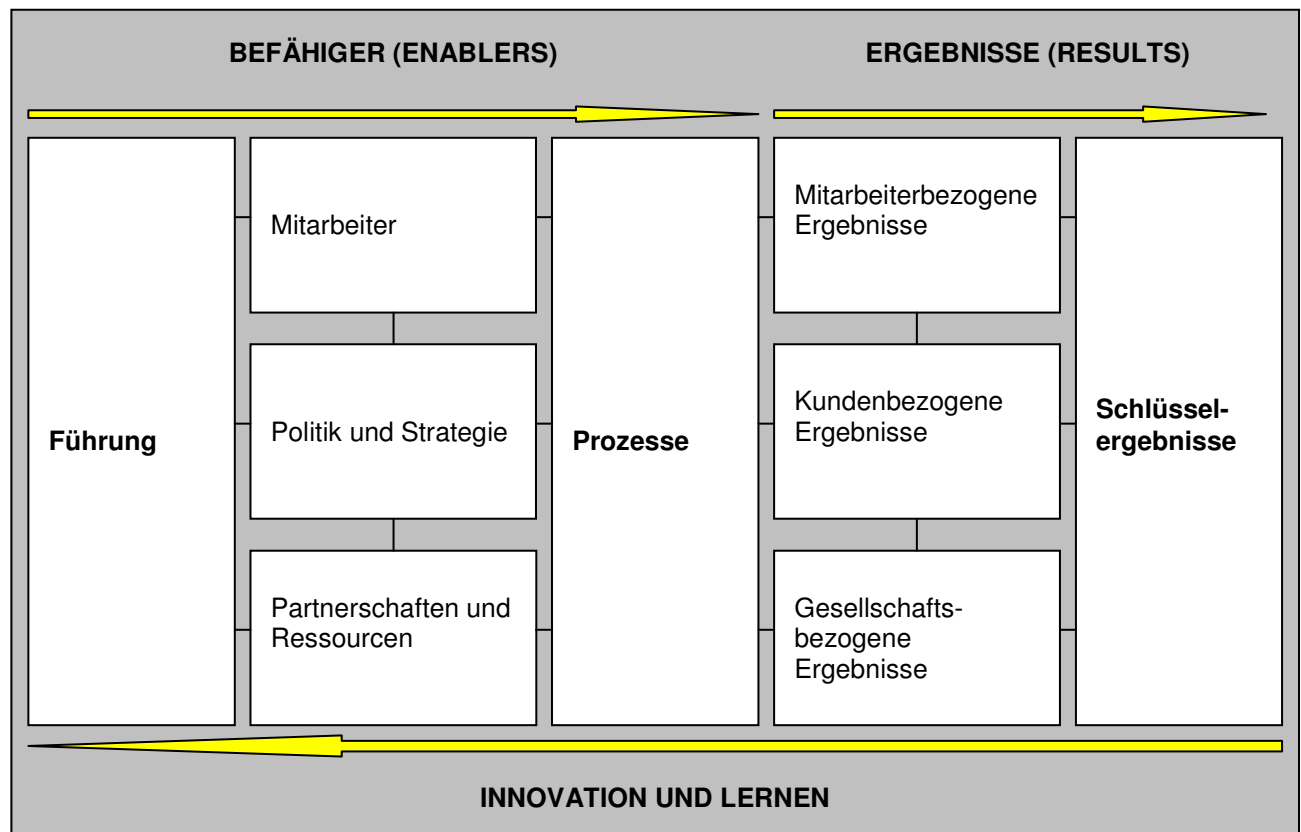 BEFÄHIGER (ENABLERS)
ERGEBNISSE (RESULTS)
Führung
Mitarbeiter
Politik und Strategie
Partnerschaften und
Ressourcen
Prozesse
Mitarbeiterbezogene
Ergebnisse
Kundenbezogene
Ergebnisse
Gesellschafts-
bezogene
Ergebnisse
Schlüssel-
ergebnisse
INNOVATION UND LERNEN